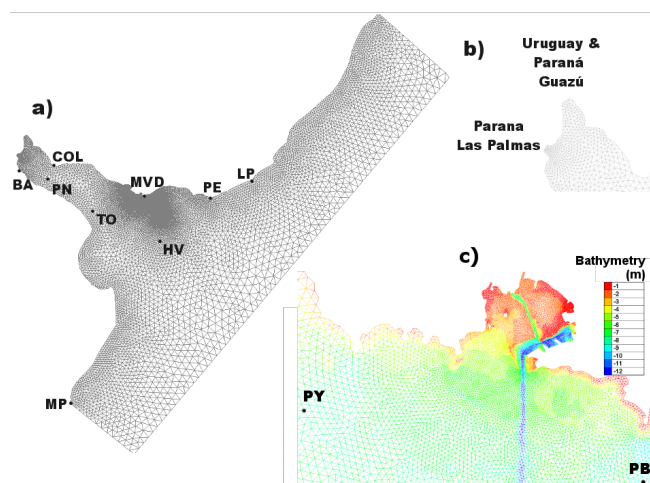 a)
COL
BA
PN
TO
MVD
PE
LP
HV
MP
b)
Uruguay &
Paraná
Guazú
Parana
Las Palmas
c)
Bathymetry
(m)
-1
-2
-3
-4
-5
-6
-7
-8
-9
-10
-11
-12
PY
PB